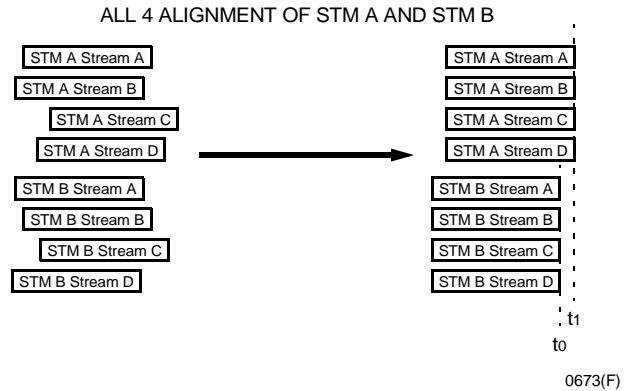 ALL 4 ALIGNMENT OF STM A AND STM B
STM A Stream A
STM A Stream B
STM A Stream C
STM A Stream D
STM B Stream A
STM B Stream B
STM B Stream C
STM B Stream D
STM A Stream A
STM A Stream B
STM A Stream C
STM A Stream D
STM B Stream A
STM B Stream B
STM B Stream C
STM B Stream D
t1
t0
0673(F)